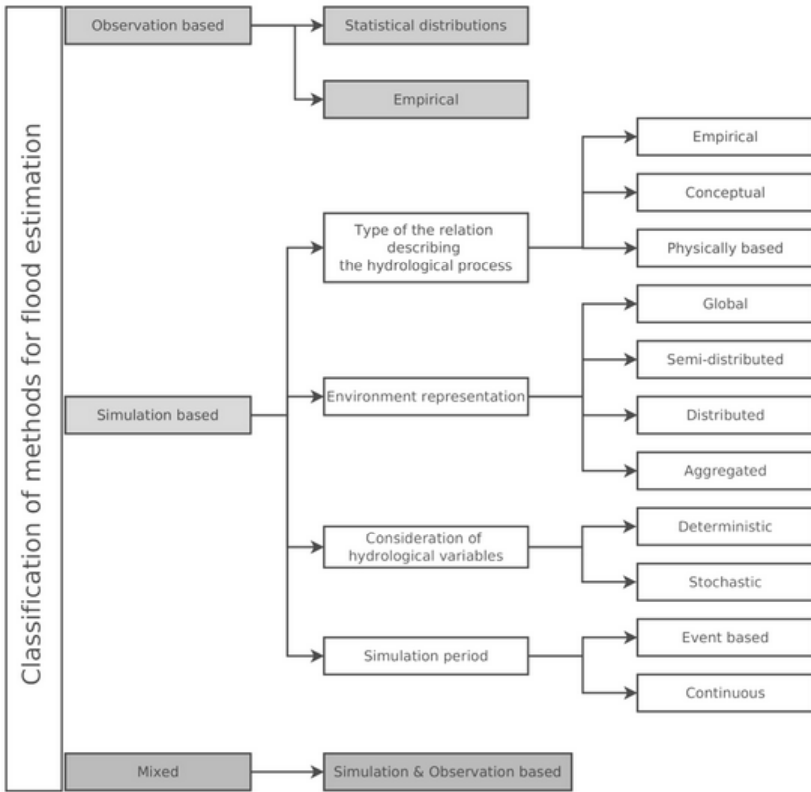 Classification of methods for flood estimation
Observation based
Statistical distributions
Empirical
Simulation based
Type of the relation
describing
the hydrological process
Empirical
Conceptual
Physically based
Environment representation
Global
Semi-distributed
Distributed
Aggregated
Consideration of
hydrological variables
Deterministic
Stochastic
Simulation period
Event based
Continuous
Mixed
Simulation & Observation based